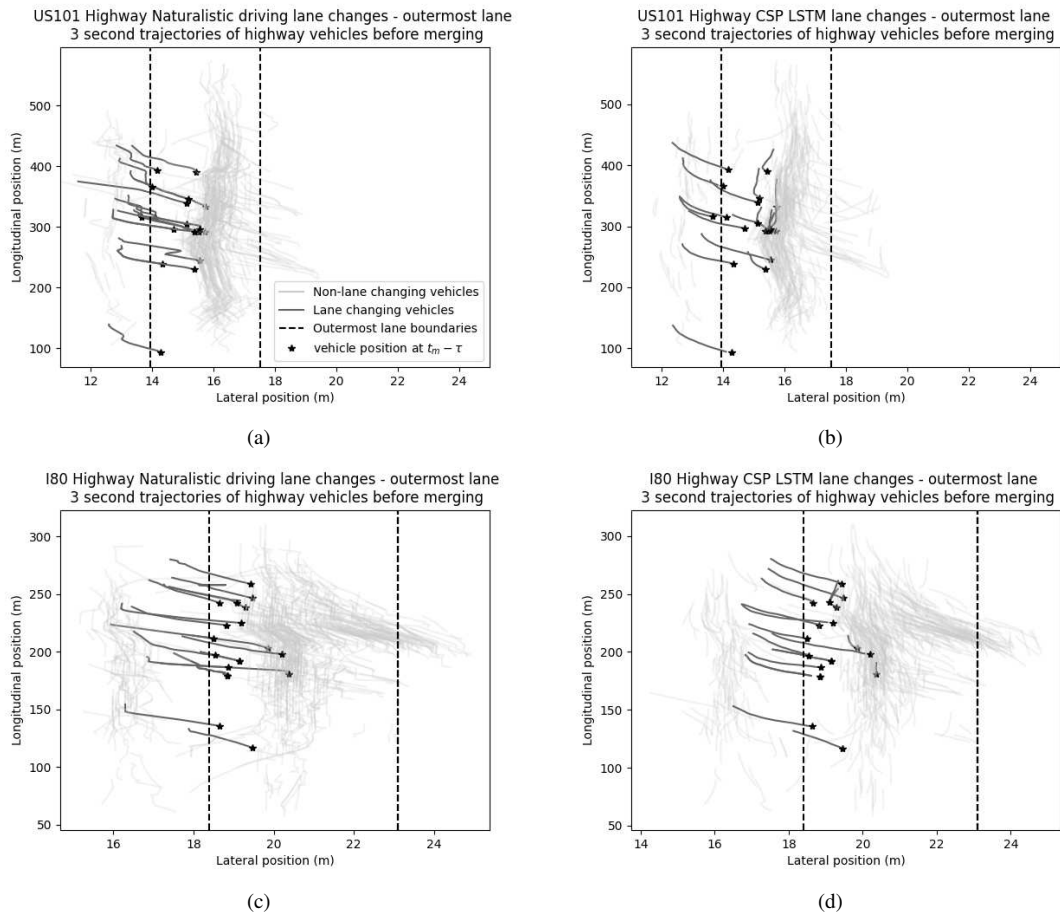 US101 Highway Naturalistic driving lane changes - outermost lane
3 second trajectories of highway vehicles before merging
Longitudinal position (m)
500
400
300
200
100
Non-lane changing vehicles
Lane changing vehicles
Outermost lane boundaries
vehicle position at tₘ − τ
12 14 16 18 20 22 24
Lateral position (m)
(a)
US101 Highway CSP LSTM lane changes - outermost lane
3 second trajectories of highway vehicles before merging
Longitudinal position (m)
500
400
300
200
100
12 14 16 18 20 22 24
Lateral position (m)
(b)
I80 Highway Naturalistic driving lane changes - outermost lane
3 second trajectories of highway vehicles before merging
Longitudinal position (m)
300
250
200
150
100
50
16 18 20 22 24
Lateral position (m)
(c)
I80 Highway CSP LSTM lane changes - outermost lane
3 second trajectories of highway vehicles before merging
Longitudinal position (m)
300
250
200
150
100
50
14 16 18 20 22 24
Lateral position (m)
(d)